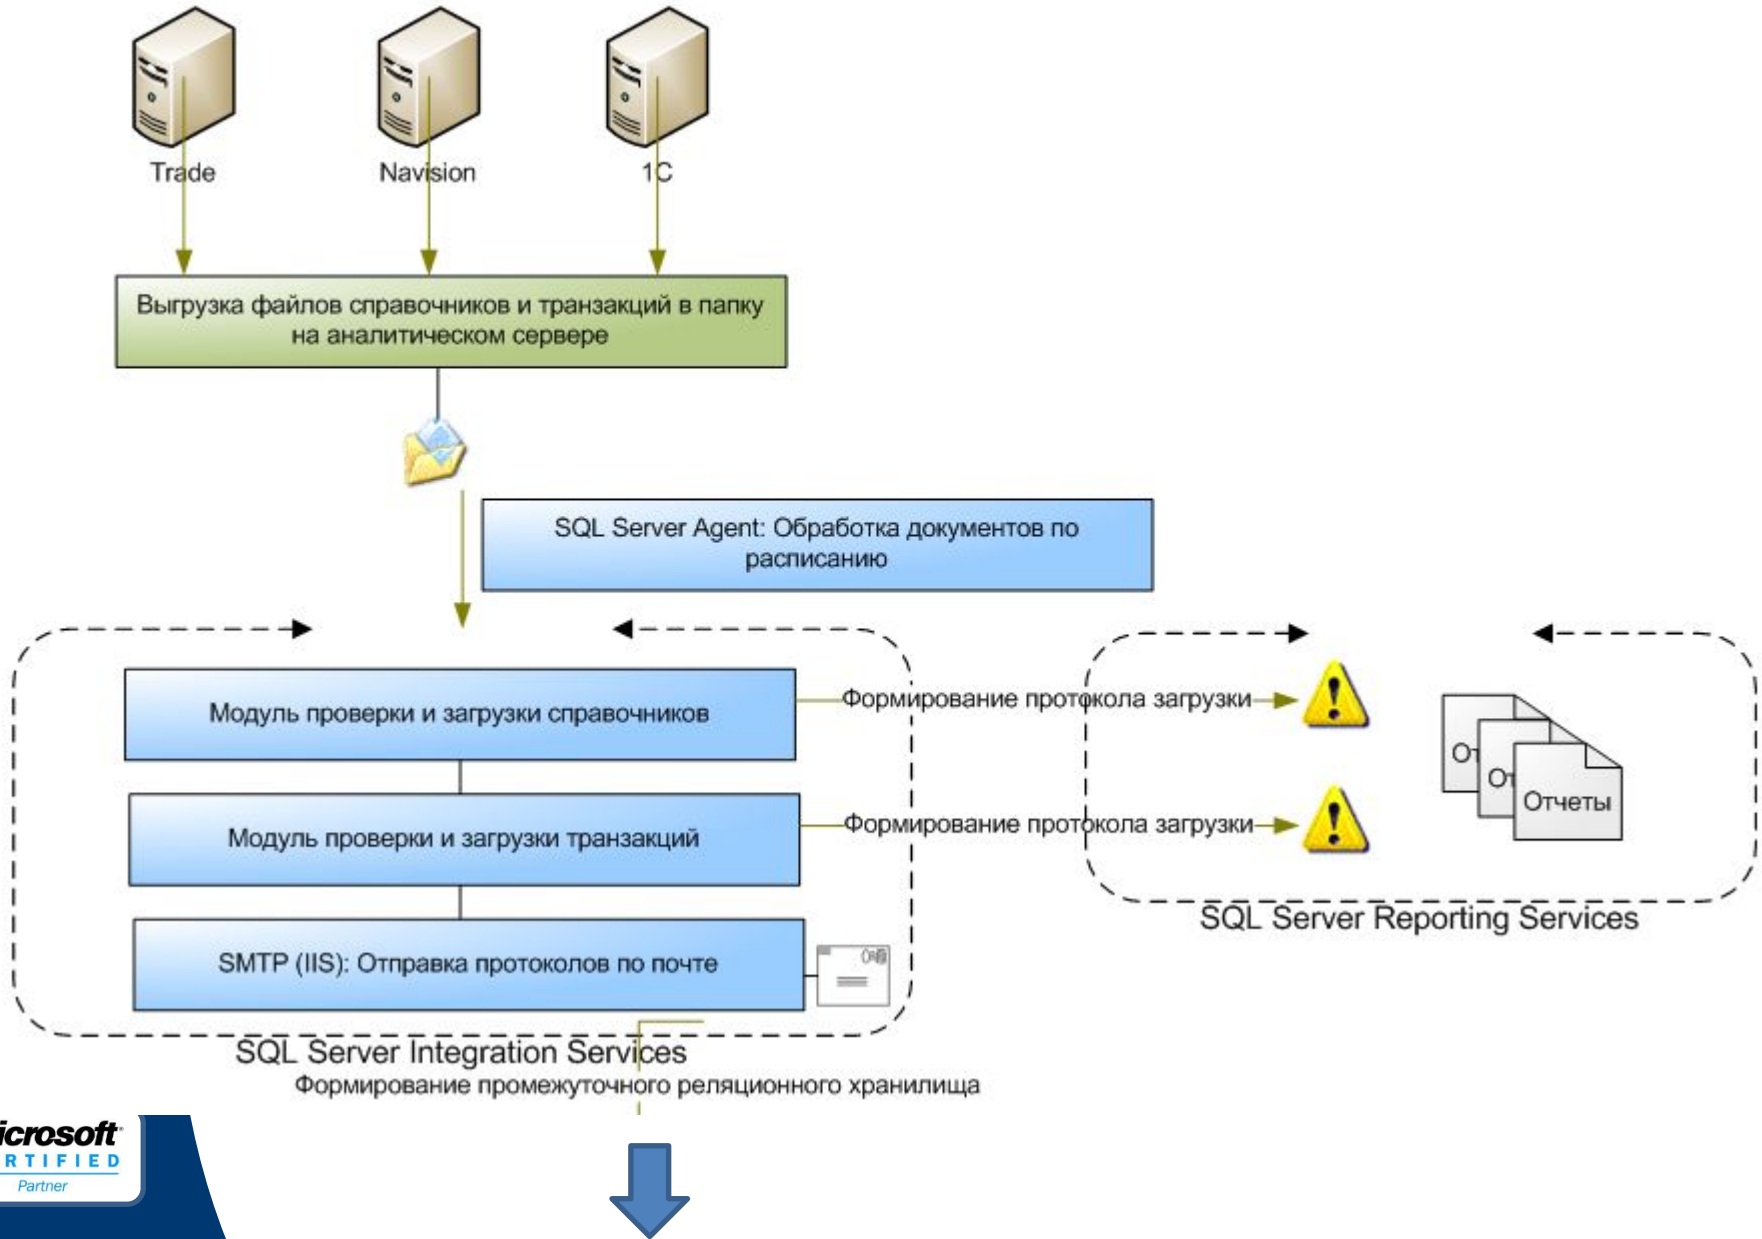 Trade
Navision
1C
Выгрузка файлов справочников и транзакций в папку
на аналитическом сервере
SQL Server Agent: Обработка документов по
расписанию
Модуль проверки и загрузки справочников
Формирование протокола загрузки
От
От
Отчеты
Модуль проверки и загрузки транзакций
Формирование протокола загрузки
SQL Server Reporting Services
SMTP (IIS): Отправка протоколов по почте
SQL Server Integration Services
Формирование промежуточного реляционного хранилища
icrosoft
RTIFIED
Partner